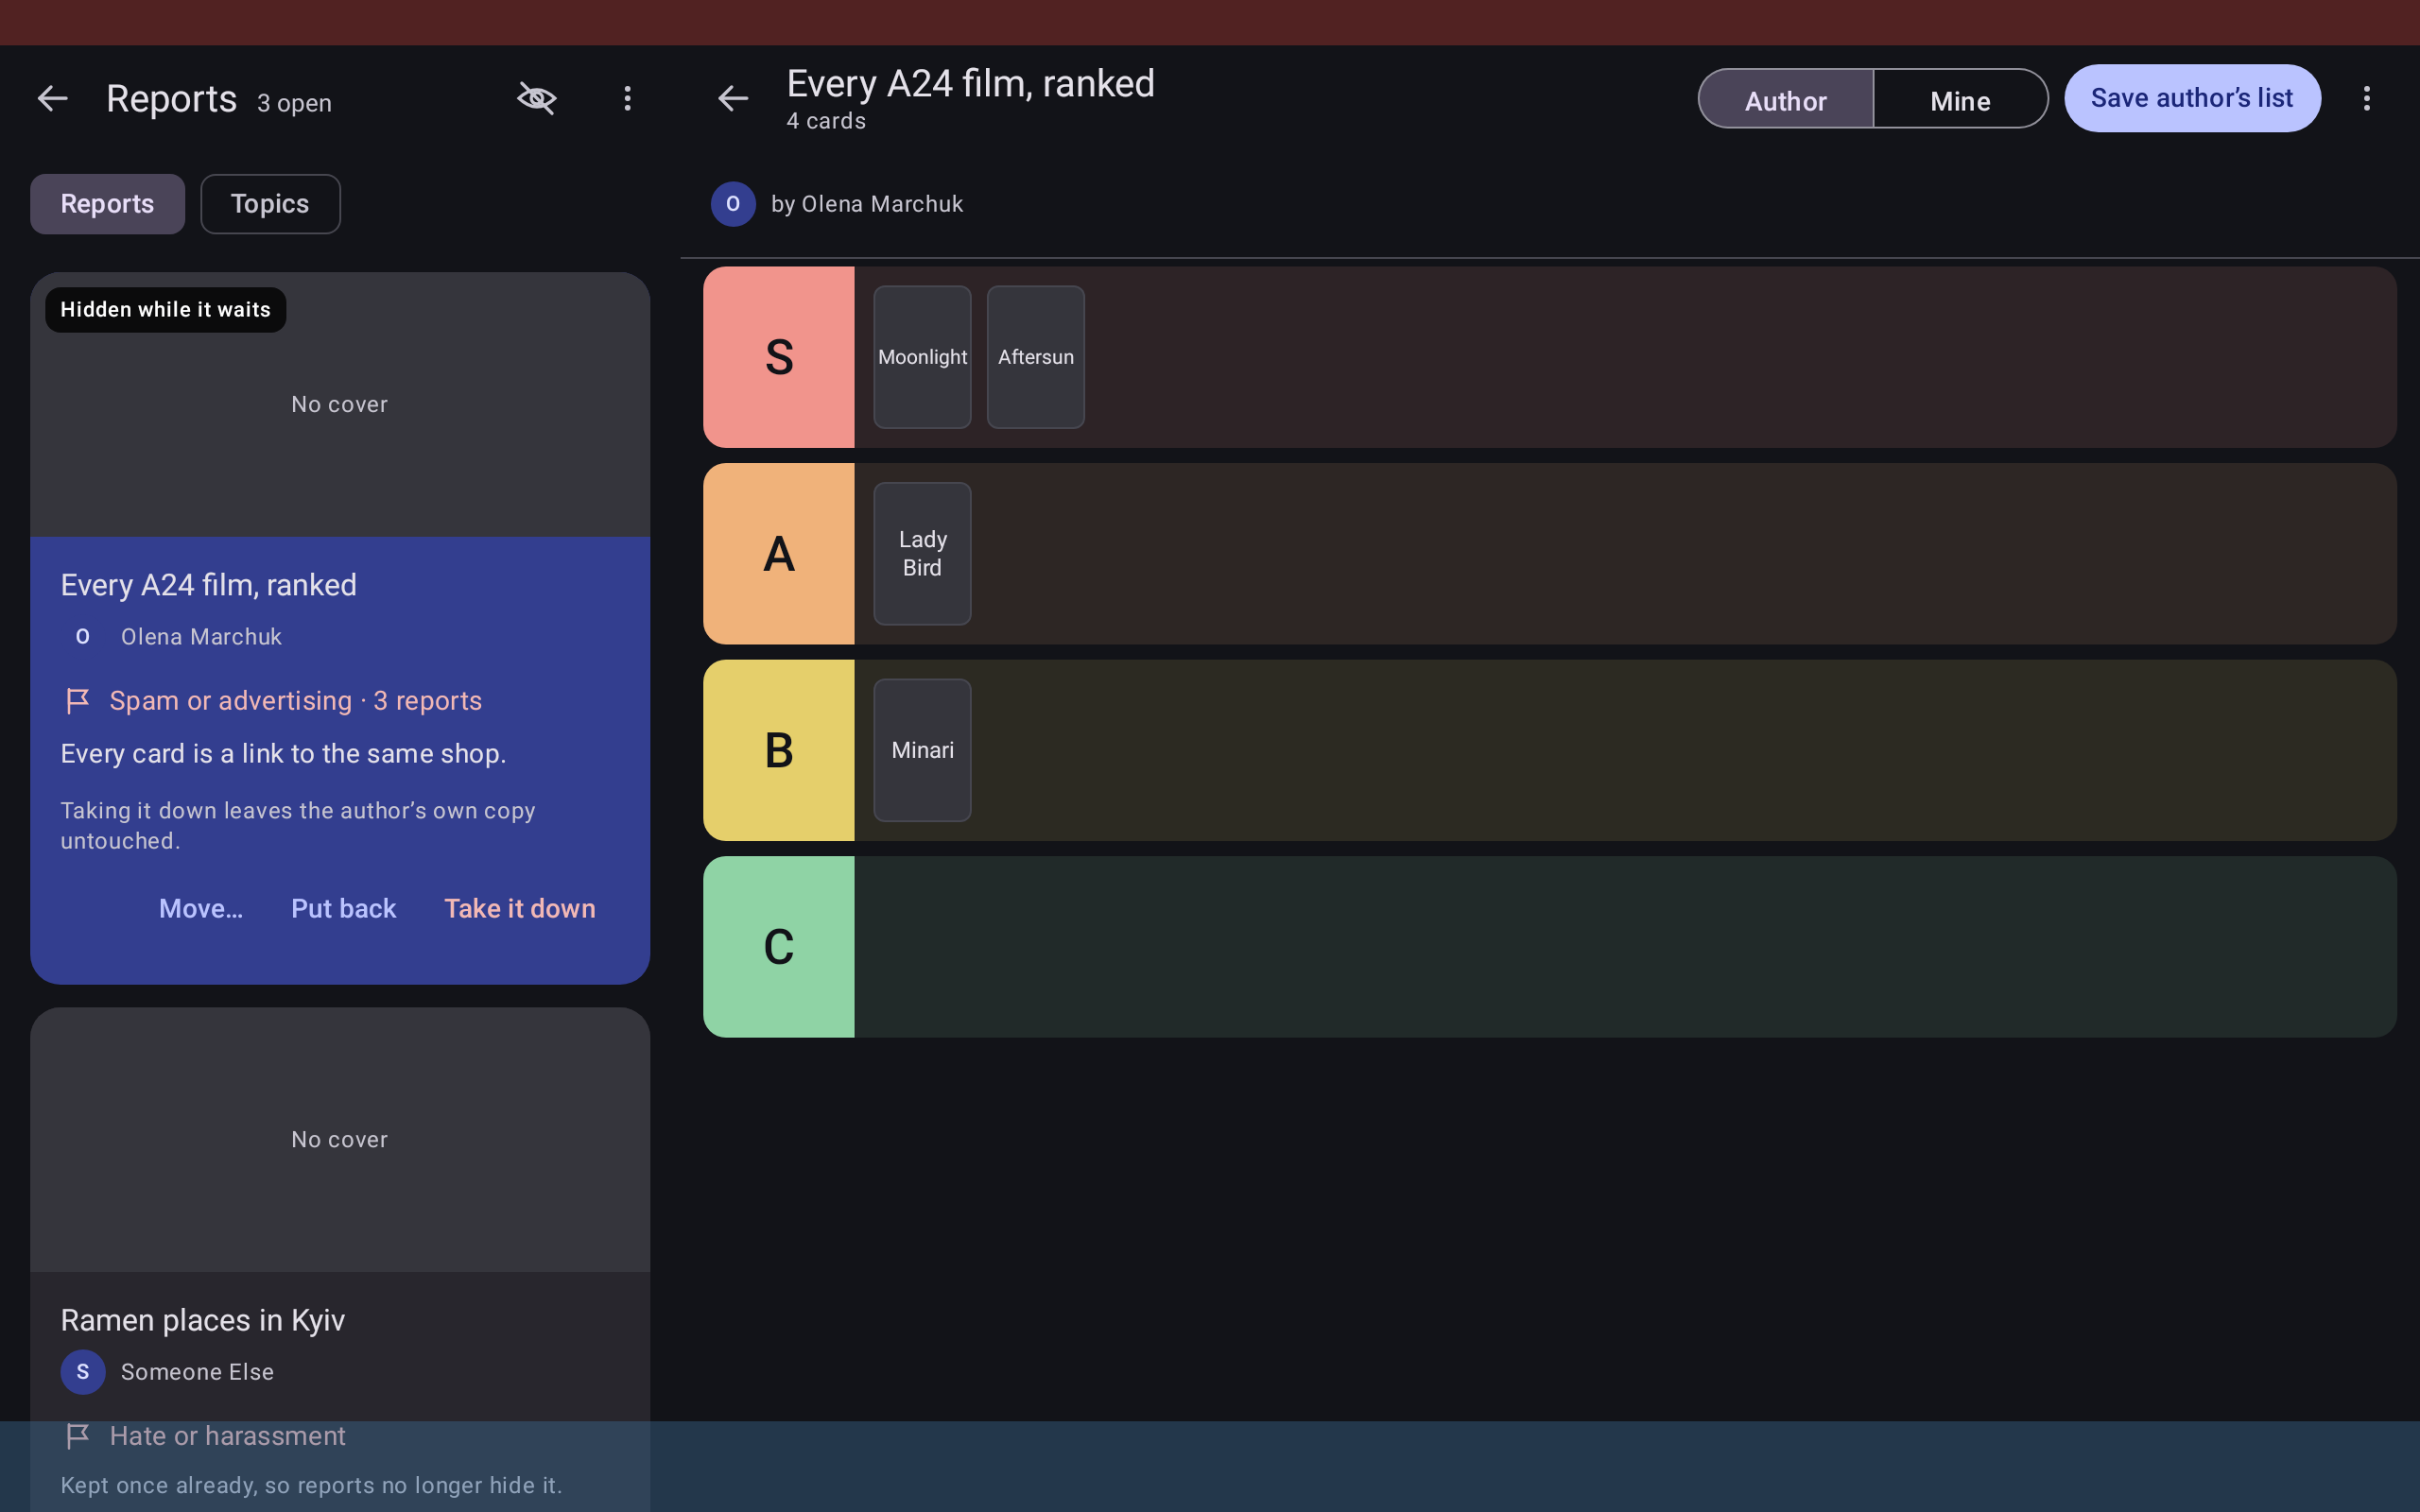 Reports 3 open
Reports
Topics
Hidden while it waits
No cover
Every A24 film, ranked
O Olena Marchuk
Spam or advertising · 3 reports
Every card is a link to the same shop.
Taking it down leaves the author’s own copy
untouched.
Move… Put back Take it down
No cover
Ramen places in Kyiv
S Someone Else
Hate or harassment
Kept once already, so reports no longer hide it.
Every A24 film, ranked
4 cards
Author Mine Save author’s list
O by Olena Marchuk
S
Moonlight
Aftersun
A
Lady
Bird
B
Minari
C